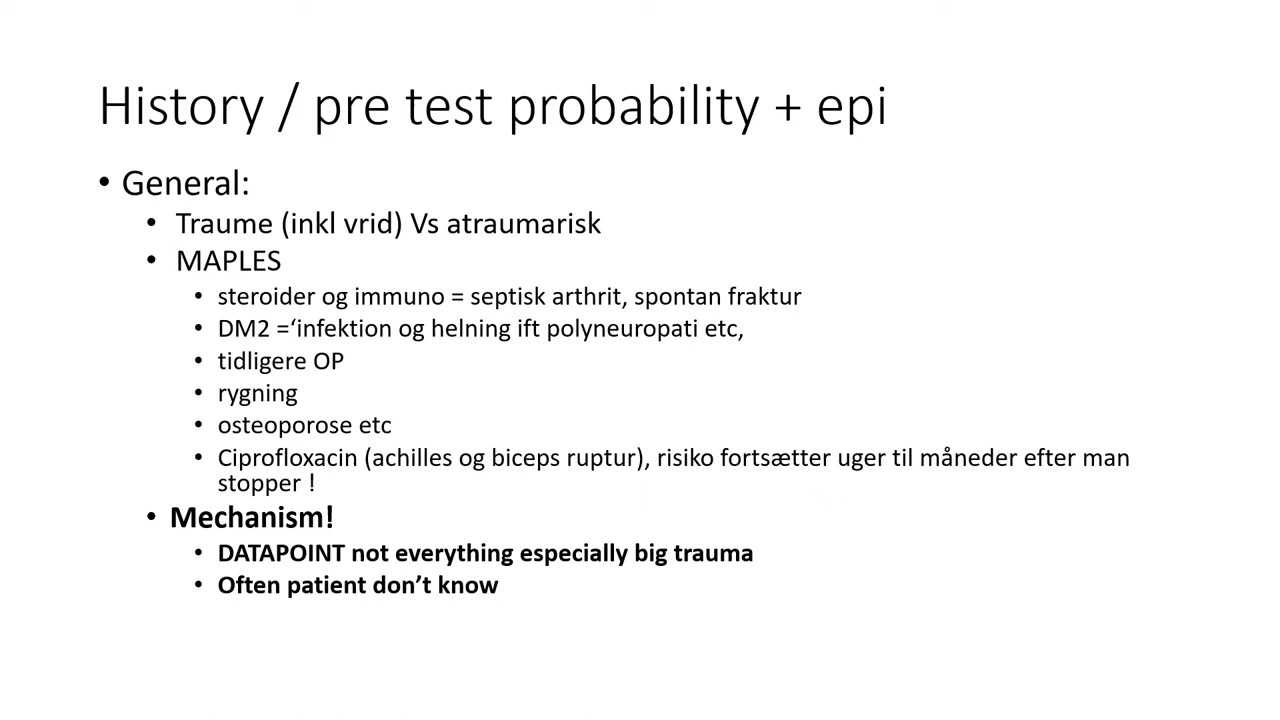 History / pre test probability + epi
• General:
• Traume (inkl vrid) Vs atraumarisk
• MAPLES
• steroider og immuno = septisk arthrit, spontan fraktur
• DM2 =‘infektion og helning ift polyneuropati etc,
• tidligere OP
• rygning
• osteoporose etc
• Ciprofloxacin (achilles og biceps ruptur), risiko fortsætter uger til måneder efter man
stopper !
• Mechanism!
• DATAPOINT not everything especially big trauma
• Often patient don’t know